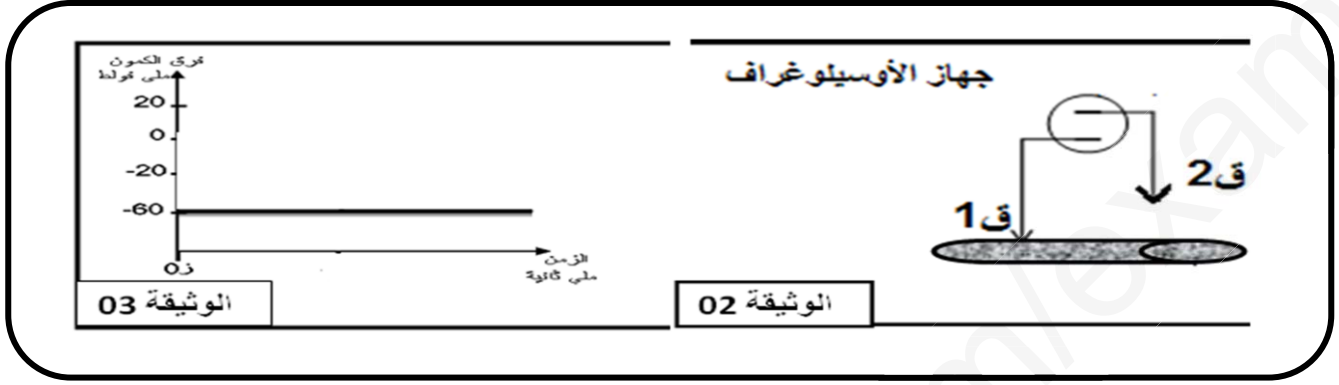 جهاز الأوسيلوغراف
ق2
ق1
الوثيقة 02
فرق الكمون
ملي فولط
20
0
-20
-60
ز0
الزمن
ملي ثانية
الوثيقة 03